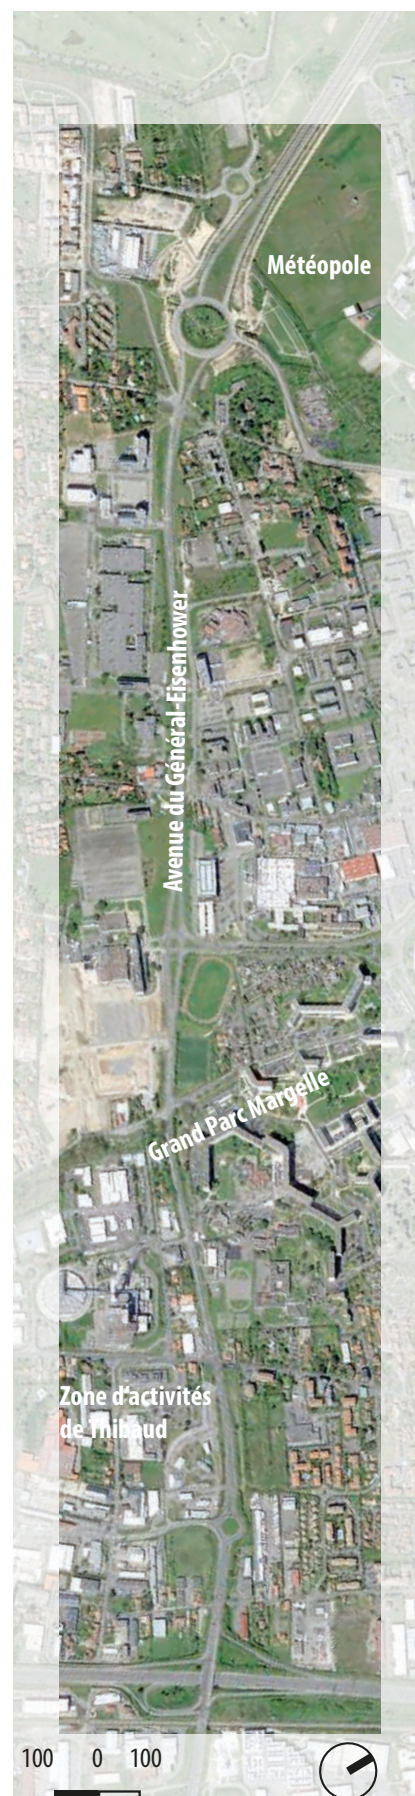 Météopole
Avenue du Général-Eisenhower
Grand Parc Margelle
Zone d'activités
de Thibaud
100 0 100